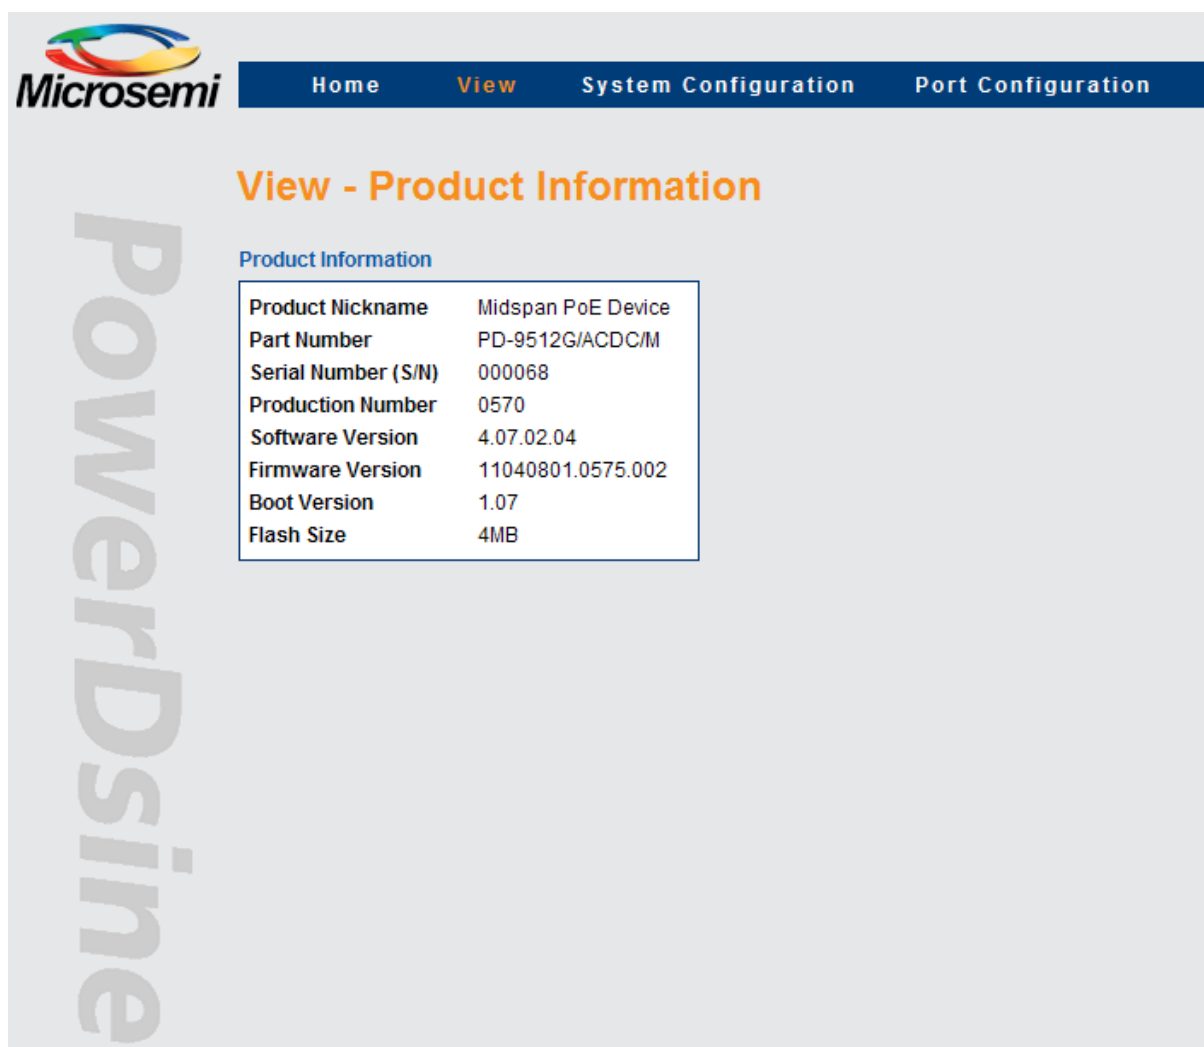 Microsemi
Home View System Configuration Port Configuration
View - Product Information
PowerDsine
Product Information
Product Nickname Midspan PoE Device
Part Number PD-9512G/ACDC/M
Serial Number (S/N) 000068
Production Number 0570
Software Version 4.07.02.04
Firmware Version 11040801.0575.002
Boot Version 1.07
Flash Size 4MB